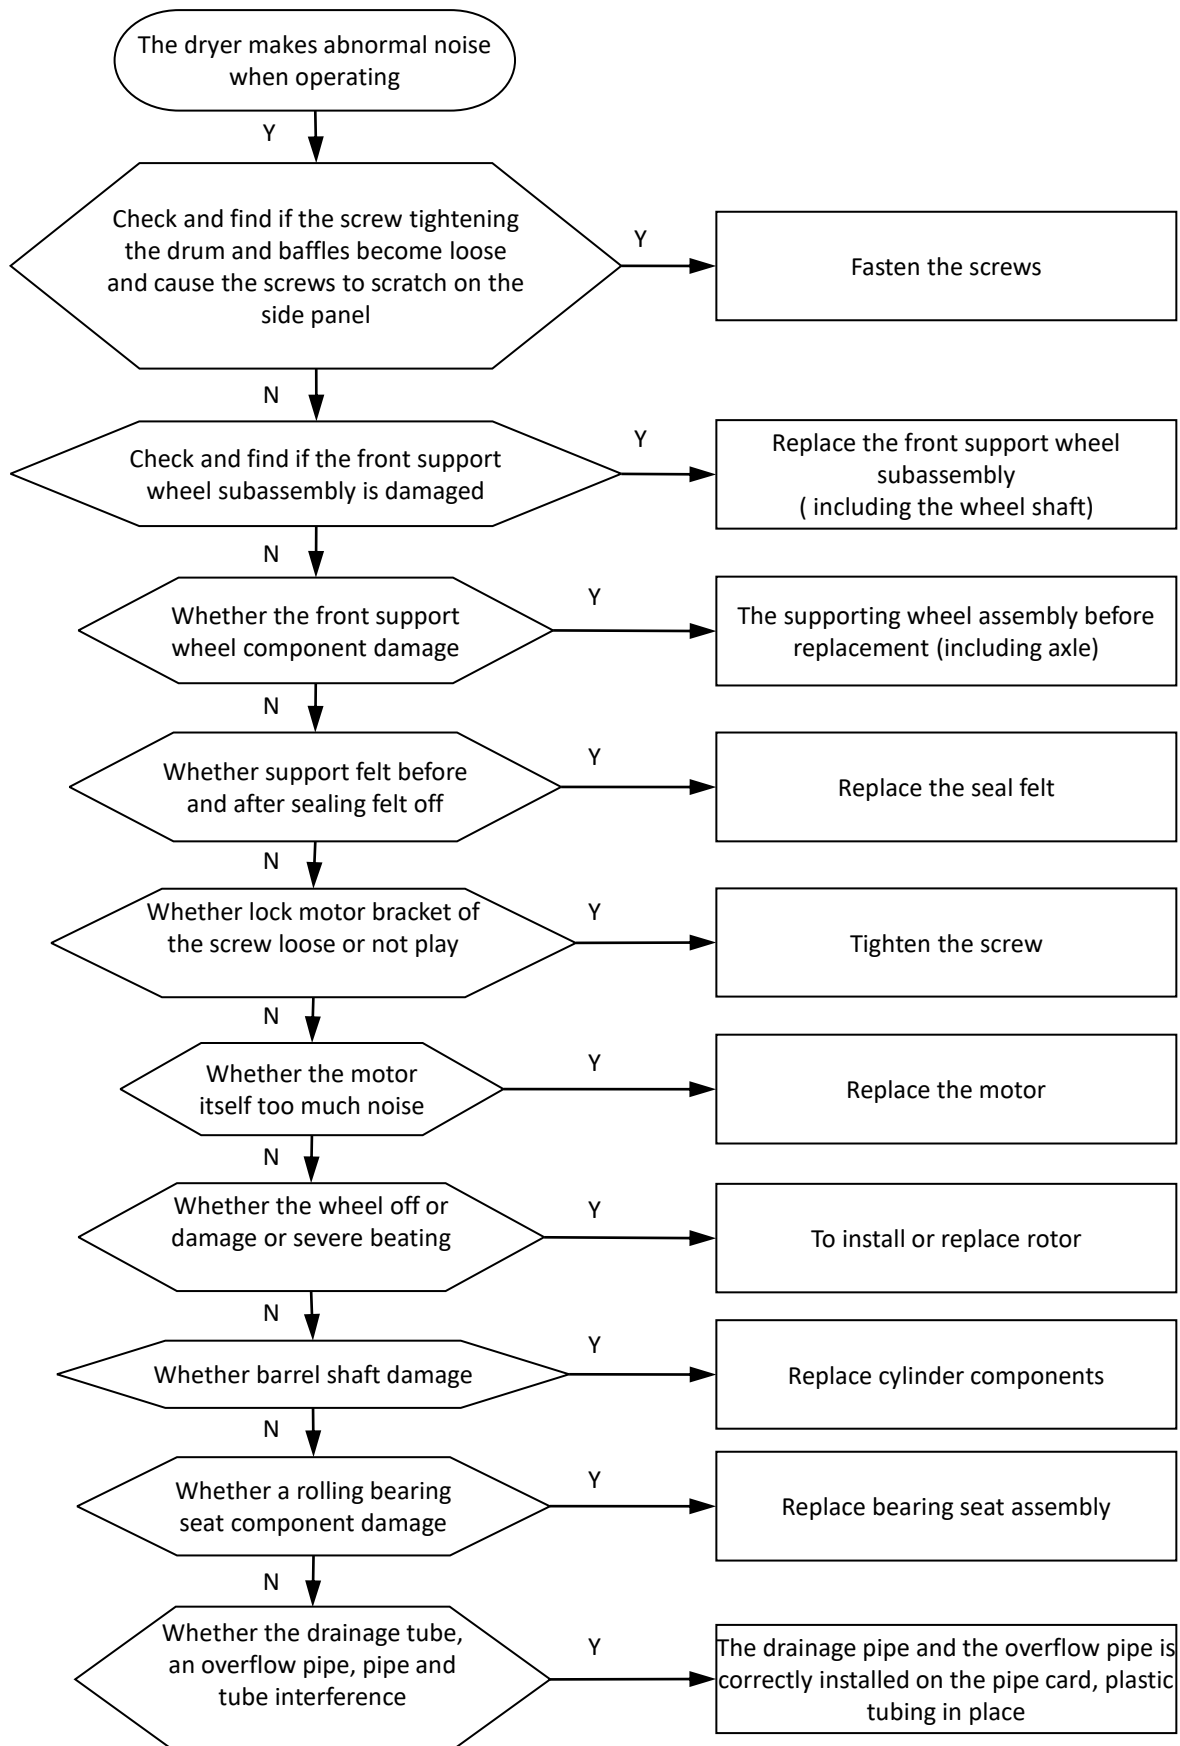 The dryer makes abnormal noise
when operating
Y
Check and find if the screw tightening
the drum and baffles become loose
and cause the screws to scratch on the
side panel
Y
Fasten the screws
N
Check and find if the front support
wheel subassembly is damaged
Y
Replace the front support wheel
subassembly
( including the wheel shaft)
N
Whether the front support
wheel component damage
Y
The supporting wheel assembly before
replacement (including axle)
N
Whether support felt before
and after sealing felt off
Y
Replace the seal felt
N
Whether lock motor bracket of
the screw loose or not play
Y
Tighten the screw
N
Whether the motor
itself too much noise
Y
Replace the motor
N
Whether the wheel off or
damage or severe beating
Y
To install or replace rotor
N
Whether barrel shaft damage
Y
Replace cylinder components
N
Whether a rolling bearing
seat component damage
Y
Replace bearing seat assembly
N
Whether the drainage tube,
an overflow pipe, pipe and
tube interference
Y
The drainage pipe and the overflow pipe is
correctly installed on the pipe card, plastic
tubing in place